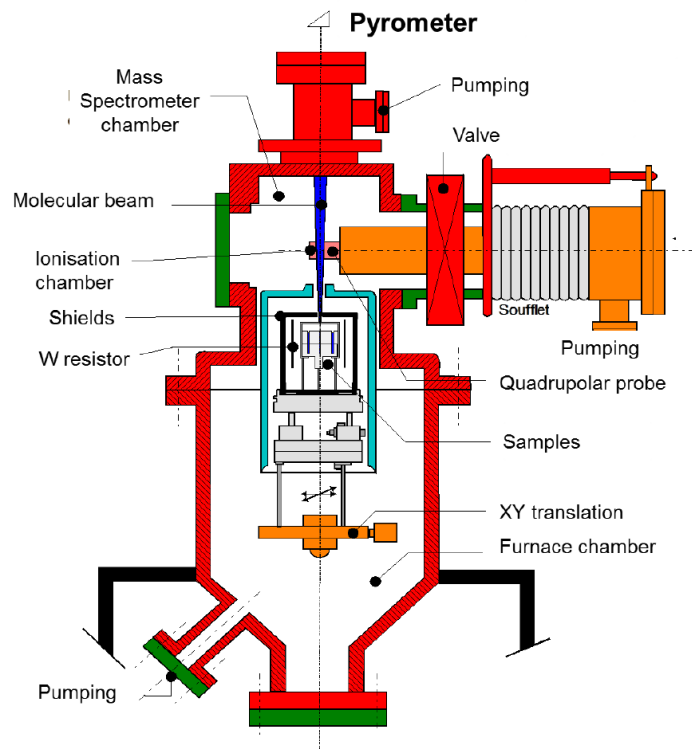 Pyrometer
Mass
Spectrometer
chamber
Pumping
Valve
Molecular beam
Ionisation
chamber
Soufflet
Shields
Pumping
W resistor
Quadrupolar probe
Samples
XY translation
Furnace chamber
Pumping